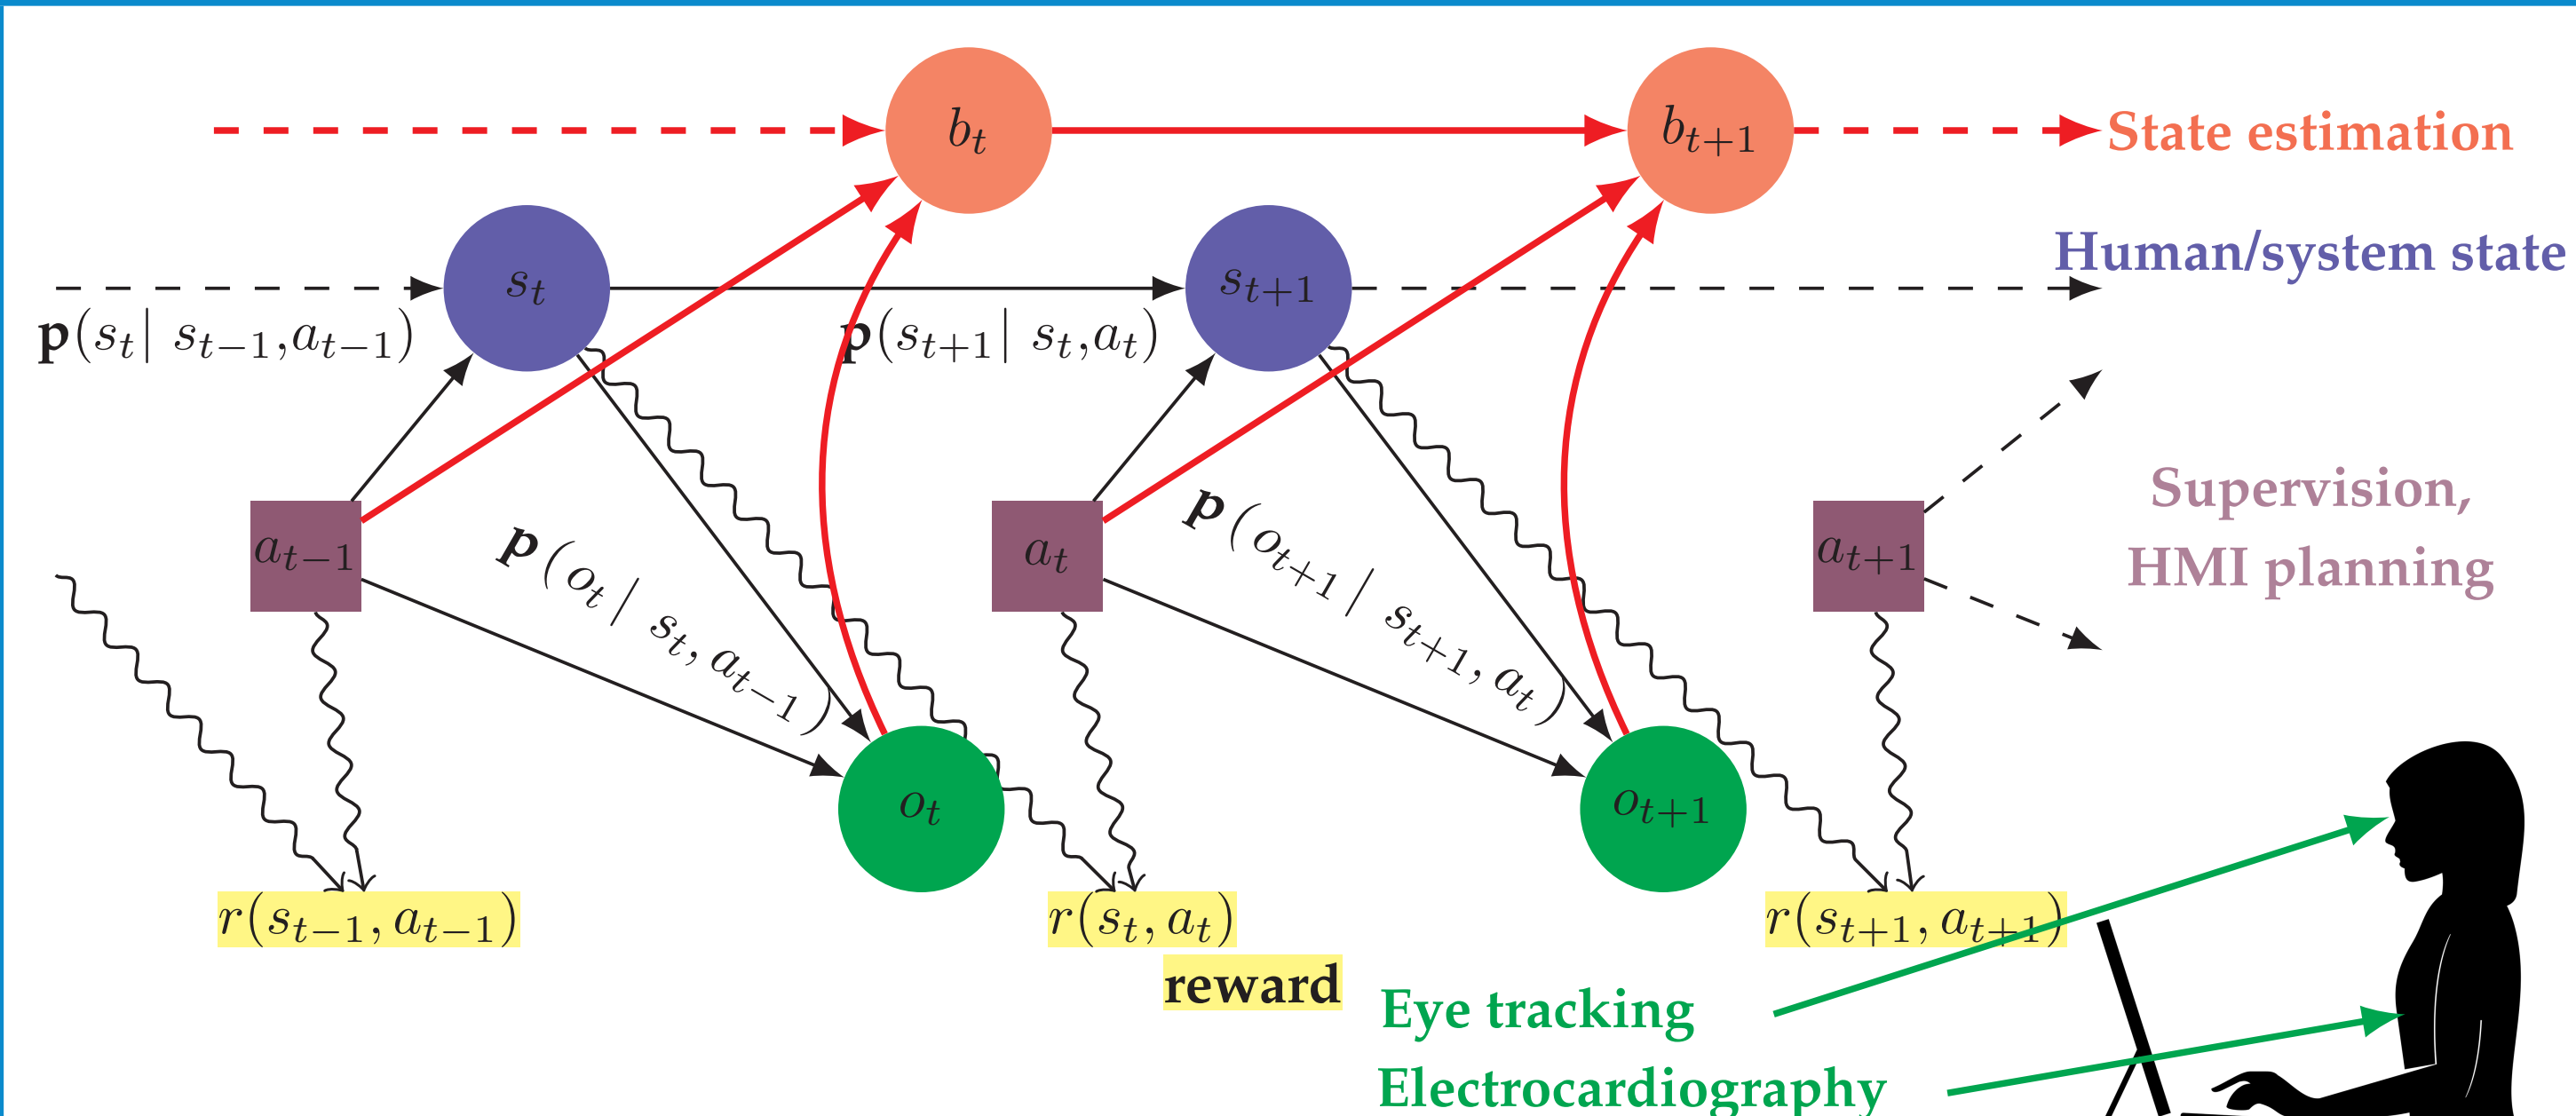 b_t
b_{t+1}
State estimation
Human/system state
s_t
s_{t+1}
p(s_t| s_{t−1},a_{t−1})
p(s_{t+1}| s_t,a_t)
Supervision,
HMI planning
a_{t−1}
p(o_t| s_t,a_{t−1})
a_t
p(o_{t+1}| s_{t+1},a_t)
a_{t+1}
o_t
o_{t+1}
r(s_{t−1},a_{t−1})
r(s_t,a_t)
r(s_{t+1},a_{t+1})
reward
Eye tracking
Electrocardiography